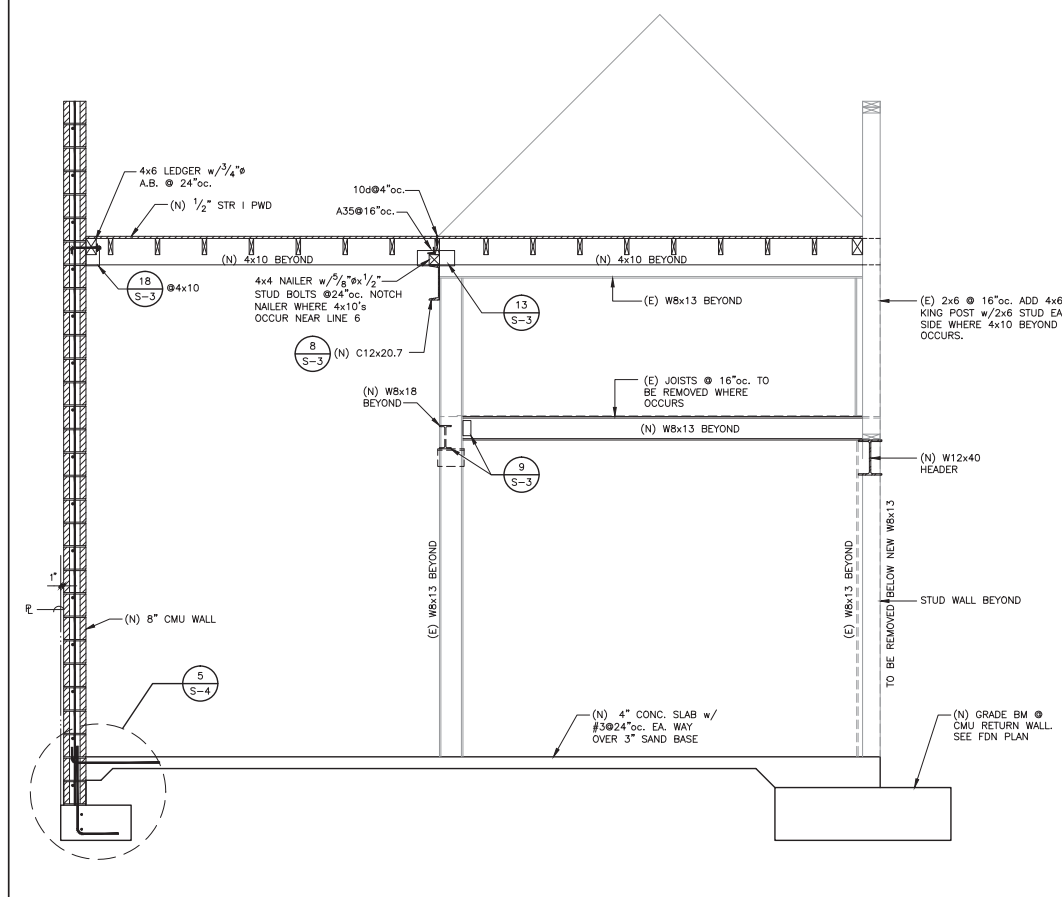 4x6 LEDGER w/3/4"ø
A.B. @ 24"oc.
(N) 1/2" STR I PWD
10d@4"oc.
A35@16"oc.
(N) 4x10 BEYOND
(N) 4x10 BEYOND
18
S-3
@4x10
4x4 NAILER w/5/8"øx1/2"
STUD BOLTS @24"oc. NOTCH
NAILER WHERE 4x10's
OCCUR NEAR LINE 6
13
S-3
(E) W8x13 BEYOND
(E) 2x6 @ 16"oc. ADD 4x6
KING POST w/2x6 STUD EA
SIDE WHERE 4x10 BEYOND
OCCURS.
8
S-3
(N) C12x20.7
(N) W8x18
BEYOND
(E) JOISTS @ 16"oc. TO
BE REMOVED WHERE
OCCURS
(N) W8x13 BEYOND
9
S-3
(N) W12x40
HEADER
(E) W8x13 BEYOND
(E) W8x13 BEYOND
TO BE REMOVED BELOW NEW W8x13
1"
PL
(N) 8" CMU WALL
STUD WALL BEYOND
5
S-4
(N) 4" CONC. SLAB w/
#3@24"oc. EA. WAY
OVER 3" SAND BASE
(N) GRADE BM @
CMU RETURN WALL.
SEE FDN PLAN